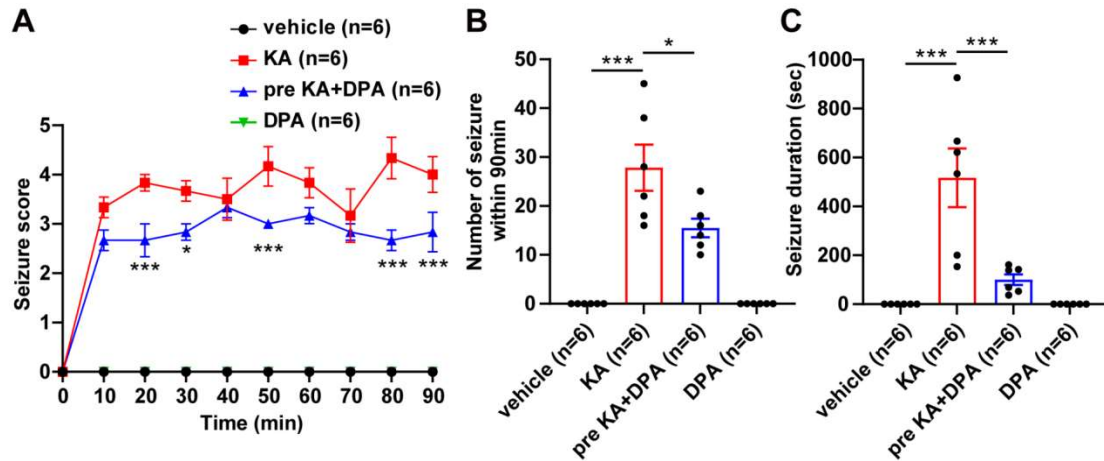 A
vehicle (n=6)
KA (n=6)
pre KA+DPA (n=6)
DPA (n=6)
Seizure score
5
4
3
2
1
0
*** * *** *** ***
0 10 20 30 40 50 60 70 80 90
Time (min)
B
*** *
Number of seizure
within 90min
50
40
30
20
10
0
vehicle (n=6)
KA (n=6)
pre KA+DPA (n=6)
DPA (n=6)
C
*** ***
Seizure duration (sec)
1000
800
600
400
200
0
vehicle (n=6)
KA (n=6)
pre KA+DPA (n=6)
DPA (n=6)